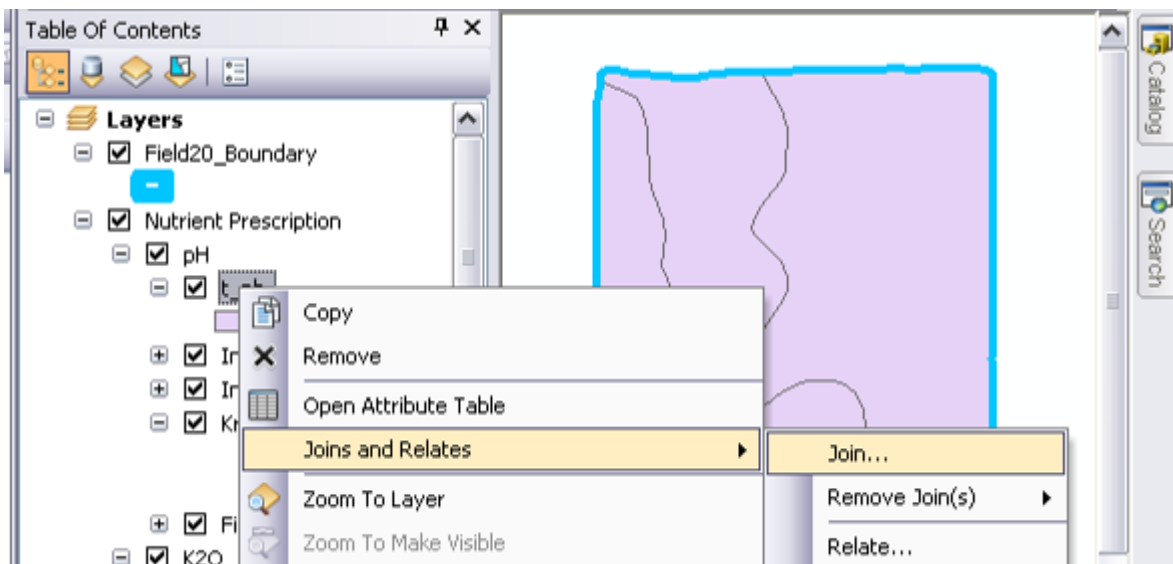 Table Of Contents
Layers
Field20_Boundary
Nutrient Prescription
pH
Copy
Remove
Open Attribute Table
Joins and Relates
Join...
Zoom To Layer
Remove Join(s)
Zoom To Make Visible
Relate...
Fi
K2O
Catalog
Search